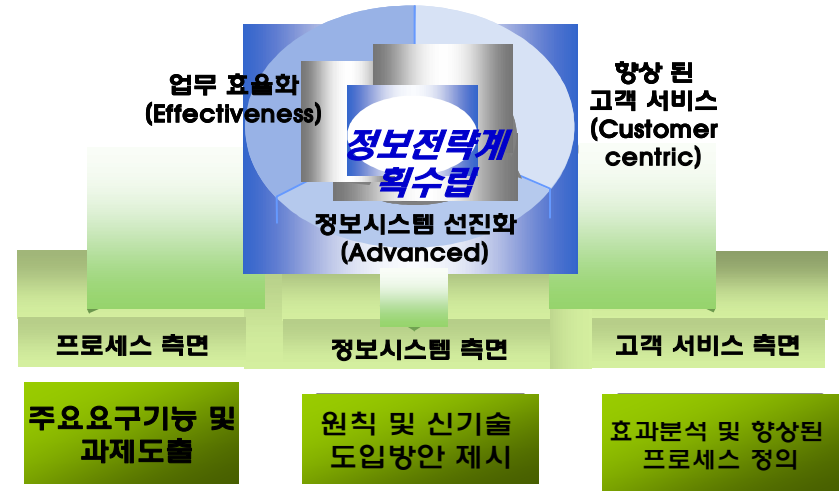 업무 효율화
(Effectiveness)
향상 된
고객 서비스
(Customer
centric)
정보전략계
획수립
정보시스템 선진화
(Advanced)
프로세스 측면
정보시스템 측면
고객 서비스 측면
주요요구기능 및
과제도출
원칙 및 신기술
도입방안 제시
효과분석 및 향상된
프로세스 정의